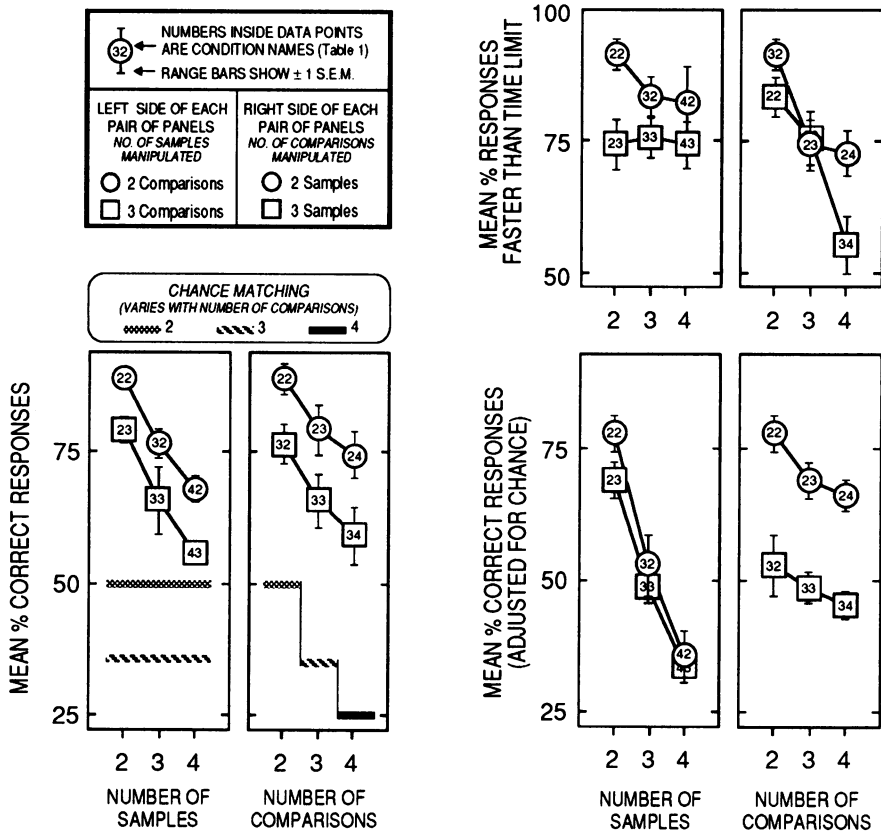 32
NUMBERS INSIDE DATA POINTS
ARE CONDITION NAMES (Table 1)
RANGE BARS SHOW ± 1 S.E.M.
LEFT SIDE OF EACH
PAIR OF PANELS
NO. OF SAMPLES
MANIPULATED
2 Comparisons
3 Comparisons
RIGHT SIDE OF EACH
PAIR OF PANELS
NO. OF COMPARISONS
MANIPULATED
2 Samples
3 Samples
MEAN % RESPONSES
FASTER THAN TIME LIMIT
100
75
50
22
32
42
23
33
43
2 3 4
32
22
24
24
34
2 3 4
CHANCE MATCHING
(VARIES WITH NUMBER OF COMPARISONS)
2 3 4
MEAN % CORRECT RESPONSES
75
50
25
22
32
42
23
33
43
2 3 4
NUMBER OF
SAMPLES
22
23
24
32
33
34
2 3 4
NUMBER OF
COMPARISONS
MEAN % CORRECT RESPONSES
(ADJUSTED FOR CHANCE)
75
50
25
22
23
32
33
42
2 3 4
NUMBER OF
SAMPLES
22
23
24
32
33
34
2 3 4
NUMBER OF
COMPARISONS